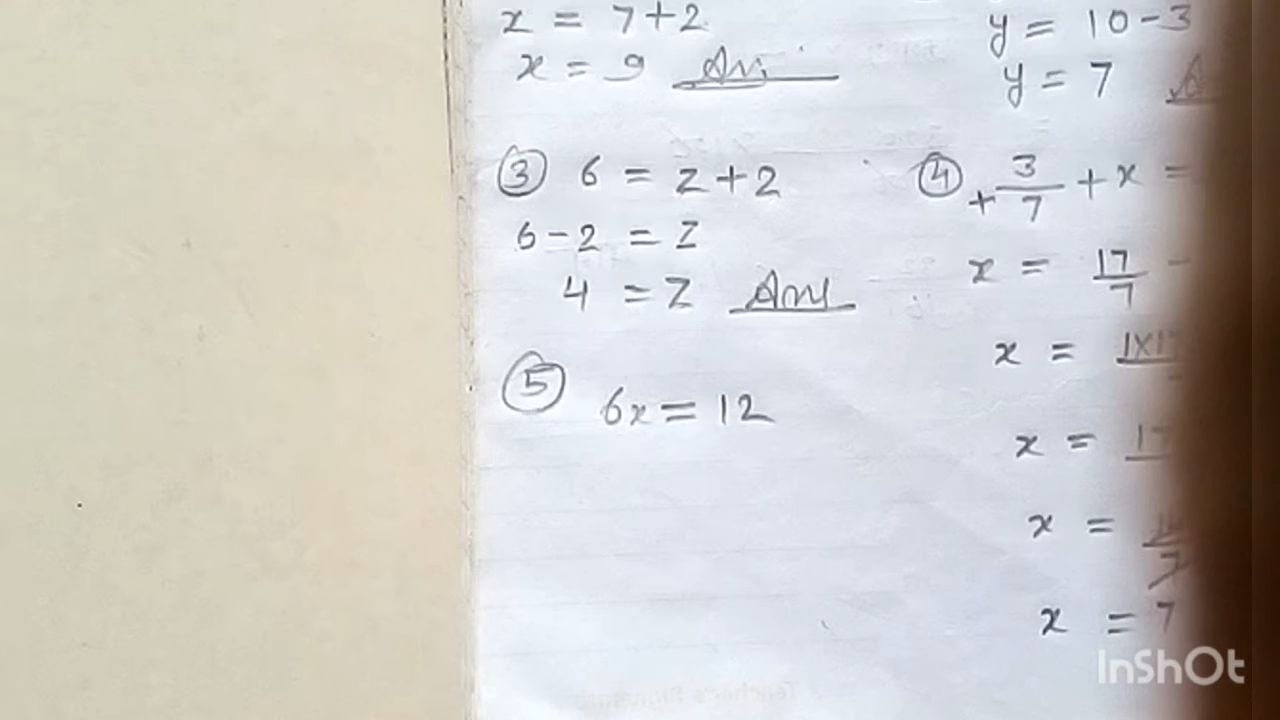 x = 7+2
x = 9 Ans
y = 10-3
y = 7
③ 6 = z+2
6-2 = z
4 = z Ans
④ + 3/7 + x =
x = 17/7 -
x =
x = 17
x =
x = 7
⑤ 6x = 12
InShOt